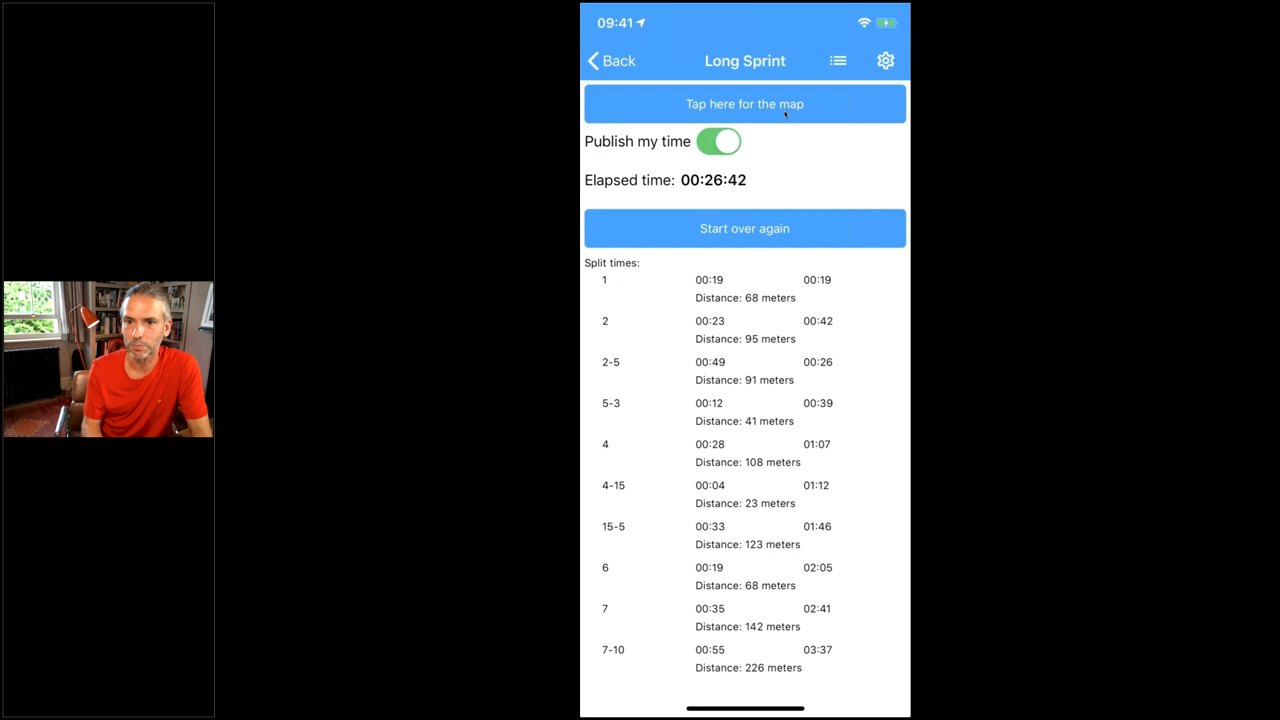 09:41
Back Long Sprint
Tap here for the map
Publish my time
Elapsed time: 00:26:42
Start over again
Split times:
1 00:19 00:19
Distance: 68 meters
2 00:23 00:42
Distance: 95 meters
2-5 00:49 00:26
Distance: 91 meters
5-3 00:12 00:39
Distance: 41 meters
4 00:28 01:07
Distance: 108 meters
4-15 00:04 01:12
Distance: 23 meters
15-5 00:33 01:46
Distance: 123 meters
6 00:19 02:05
Distance: 68 meters
7 00:35 02:41
Distance: 142 meters
7-10 00:55 03:37
Distance: 226 meters